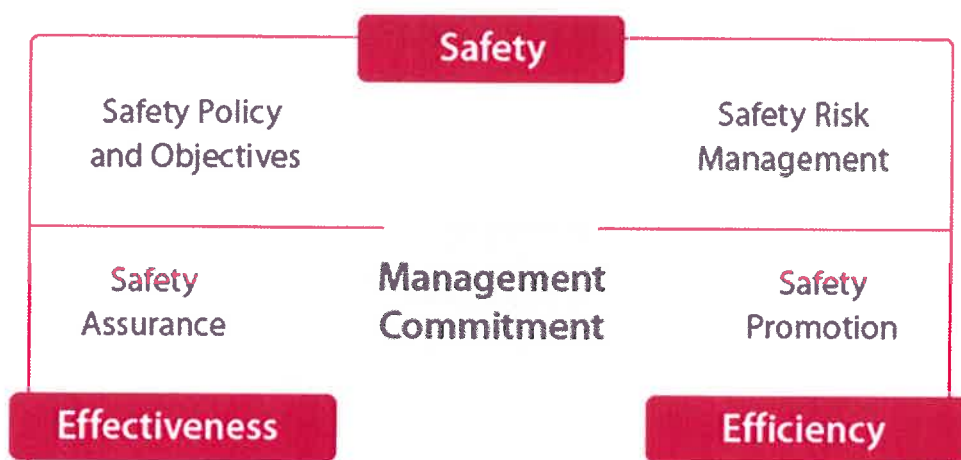 Safety
Safety Policy
and Objectives
Safety Risk
Management
Safety
Assurance
Management
Commitment
Safety
Promotion
Effectiveness
Efficiency